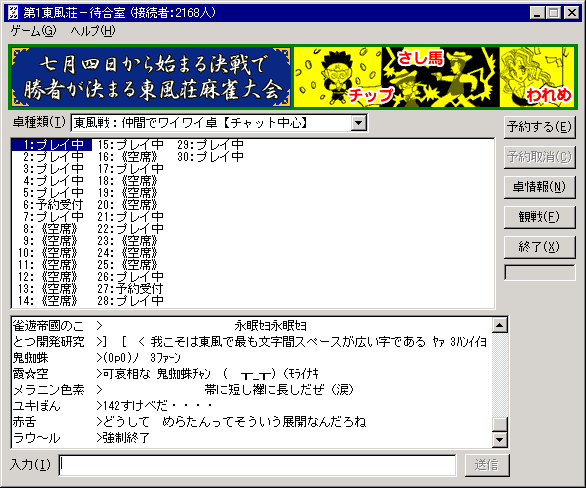 第1東風荘－待合室 (接続者:2168人)
ゲーム(G) ヘルプ(H)
七月四日から始まる決戦で
勝者が決まる東風荘麻雀大会
チップ
さし馬
われめ
卓種類(T) 東風戦：仲間でワイワイ卓【チャット中心】
1:プレイ中 15:プレイ中 29:プレイ中
2:プレイ中 16:《空席》 30:プレイ中
3:プレイ中 17:プレイ中
4:プレイ中 18:《空席》
5:プレイ中 19:《空席》
6:予約受付 20:《空席》
7:プレイ中 21:プレイ中
8:《空席》 22:プレイ中
9:《空席》 23:《空席》
10:《空席》 24:《空席》
11:《空席》 25:《空席》
12:《空席》 26:プレイ中
13:《空席》 27:予約受付
14:《空席》 28:プレイ中
予約する(E)
予約取消(C)
卓情報(N)
観戦(F)
終了(X)
雀遊帝國のこ > 永眠ｾﾖ永眠ｾﾖ
とつ開発研究 >] [ < 我こそは東風で最も文字間スペースが広い字である ﾔｧ ﾖﾊﾝｲｲﾖ
鬼蜘蛛 >(OpO)ﾉ ﾖﾌｧｰﾝ
霞☆空 >可哀相な 鬼蜘蛛ﾁｬﾝ ( ┳_┳) (ﾓﾗｲﾅｷ
メラニン色素 > 帯に短し襷に長しだぜ (涙)
ユキぽん >142すけべだ・・・・
赤舌 >どうして めらたんってそういう展開なんだろね
ラウ～ル >強制終了
入力(I)
送信